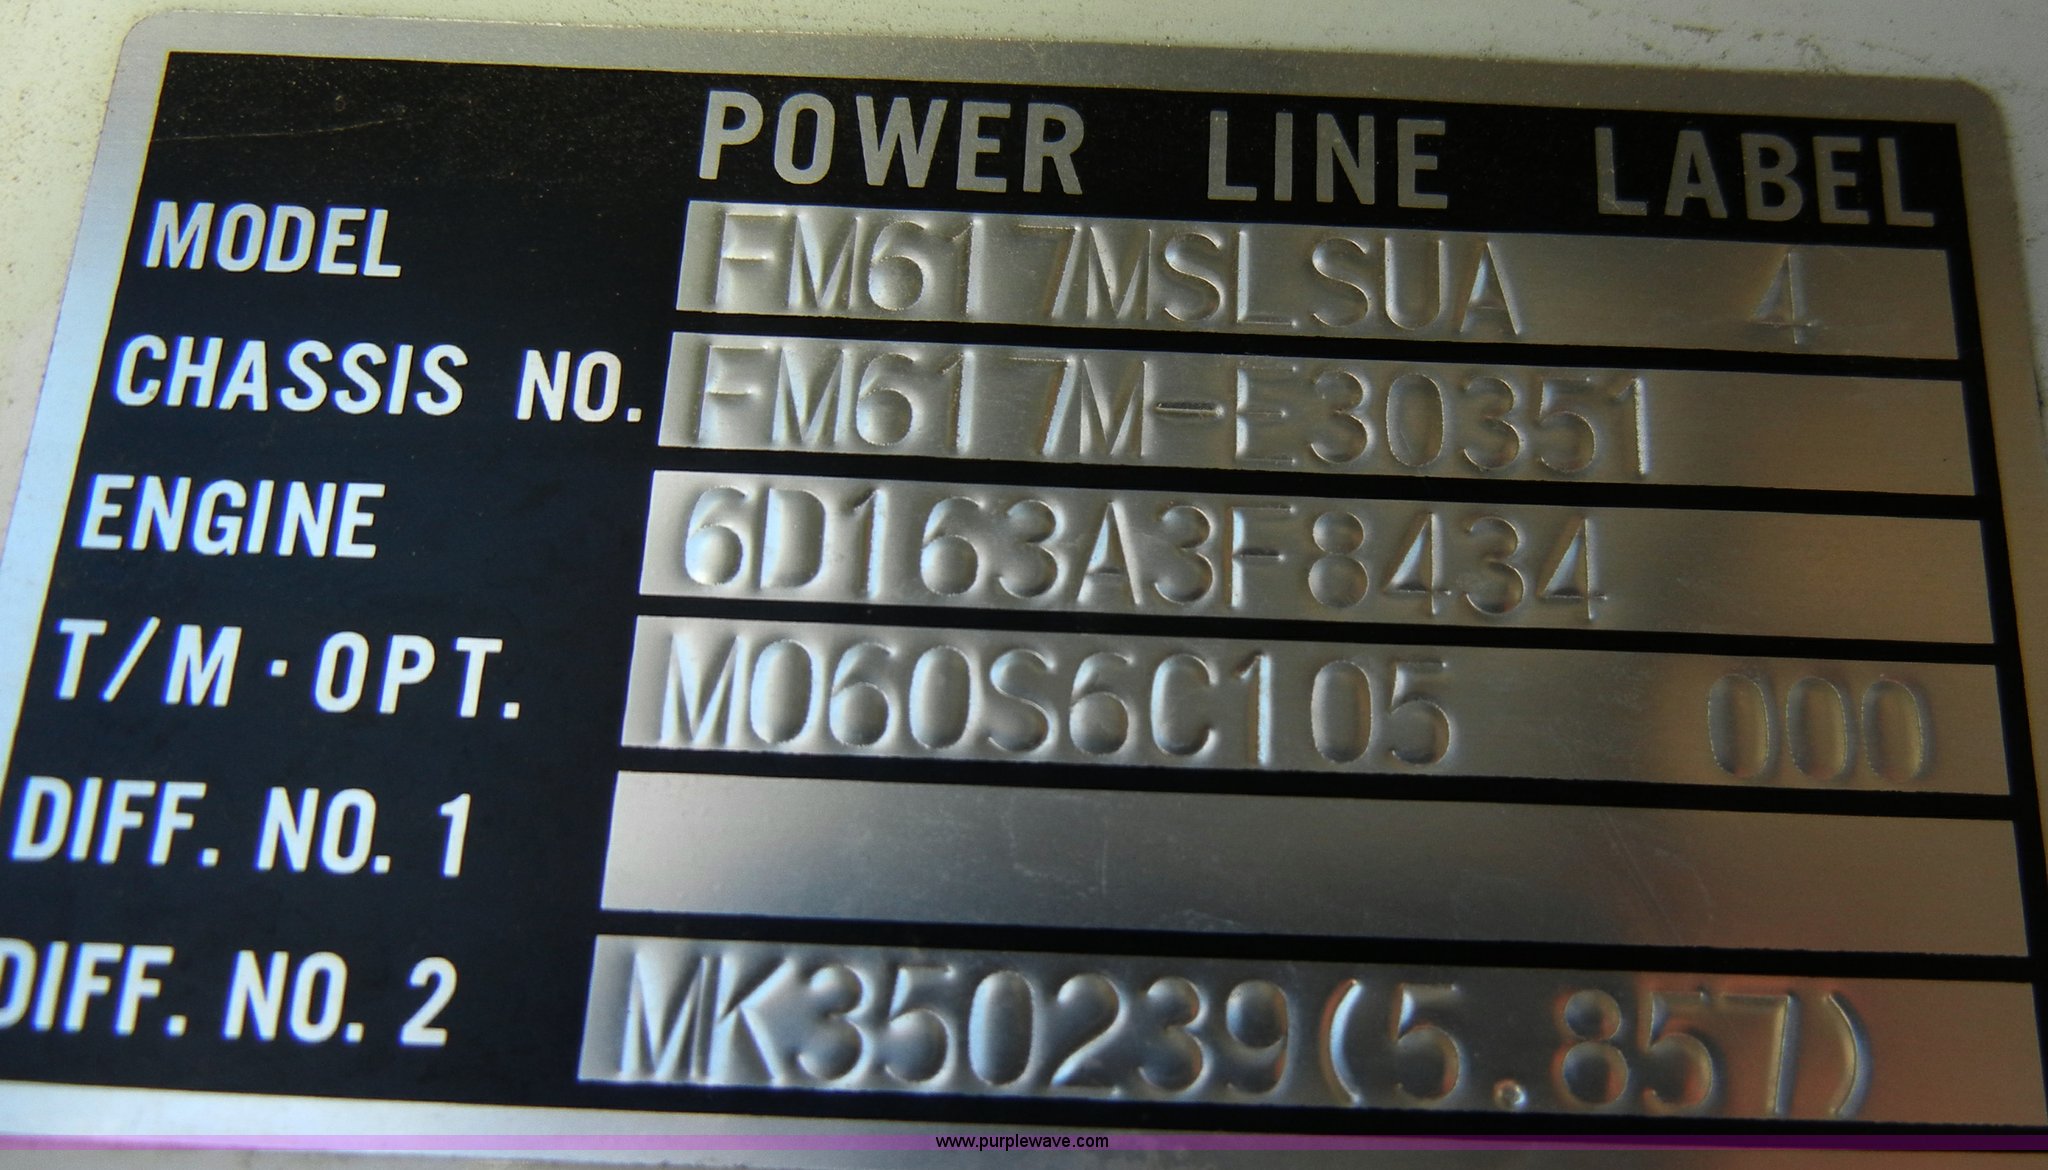 POWER LINE LABEL
MODEL FM617MSLSUA 4
CHASSIS NO. FM617M-E30351
ENGINE 6D163A3F8434
T/M·OPT. M060S6C105 000
DIFF. NO. 1
DIFF. NO. 2 MK350239(5.857)
www.purplewave.com